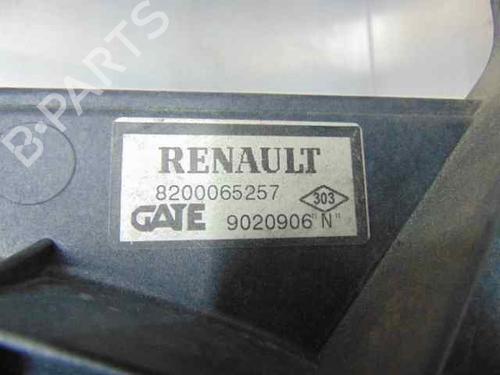 B-PARTS
RENAULT
8200065257
303
GATE 9020906 "N"